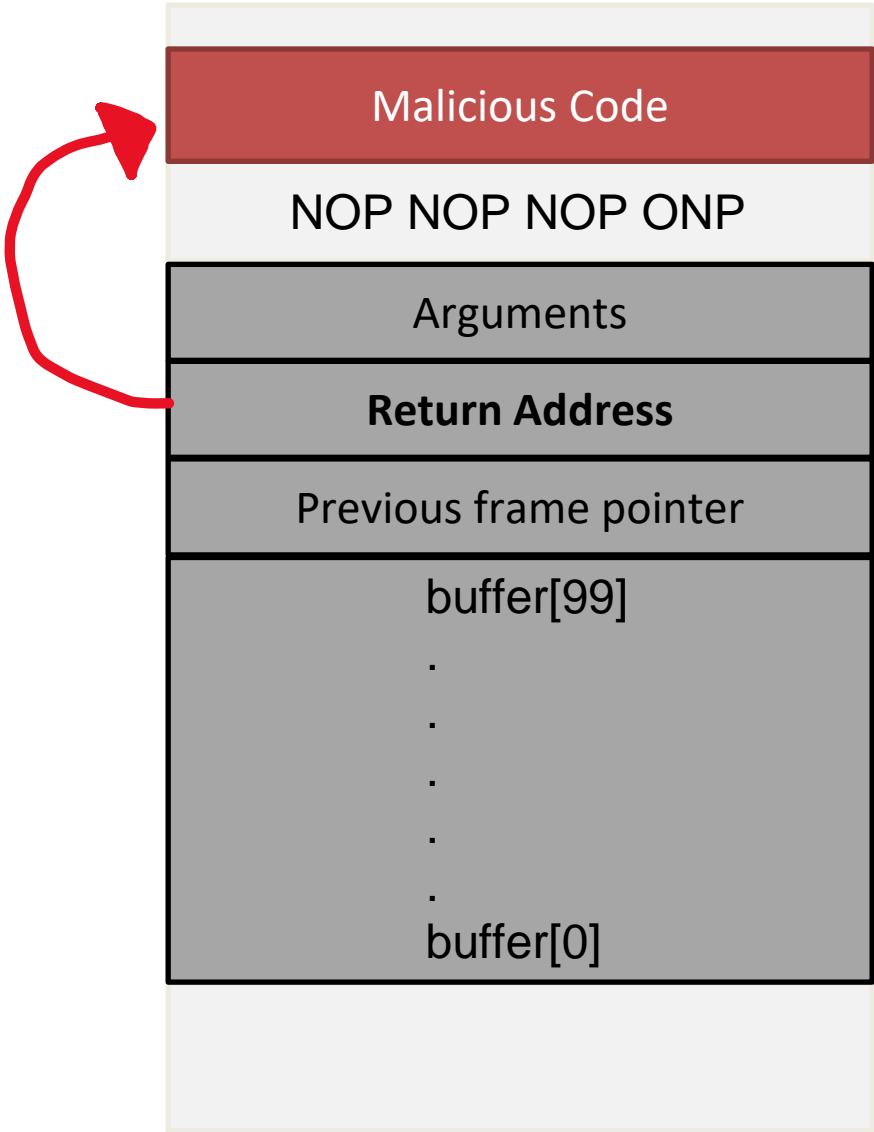 Malicious Code
NOP NOP NOP ONP
Arguments
Return Address
Previous frame pointer
buffer[99]
.
.
.
.
.
buffer[0]